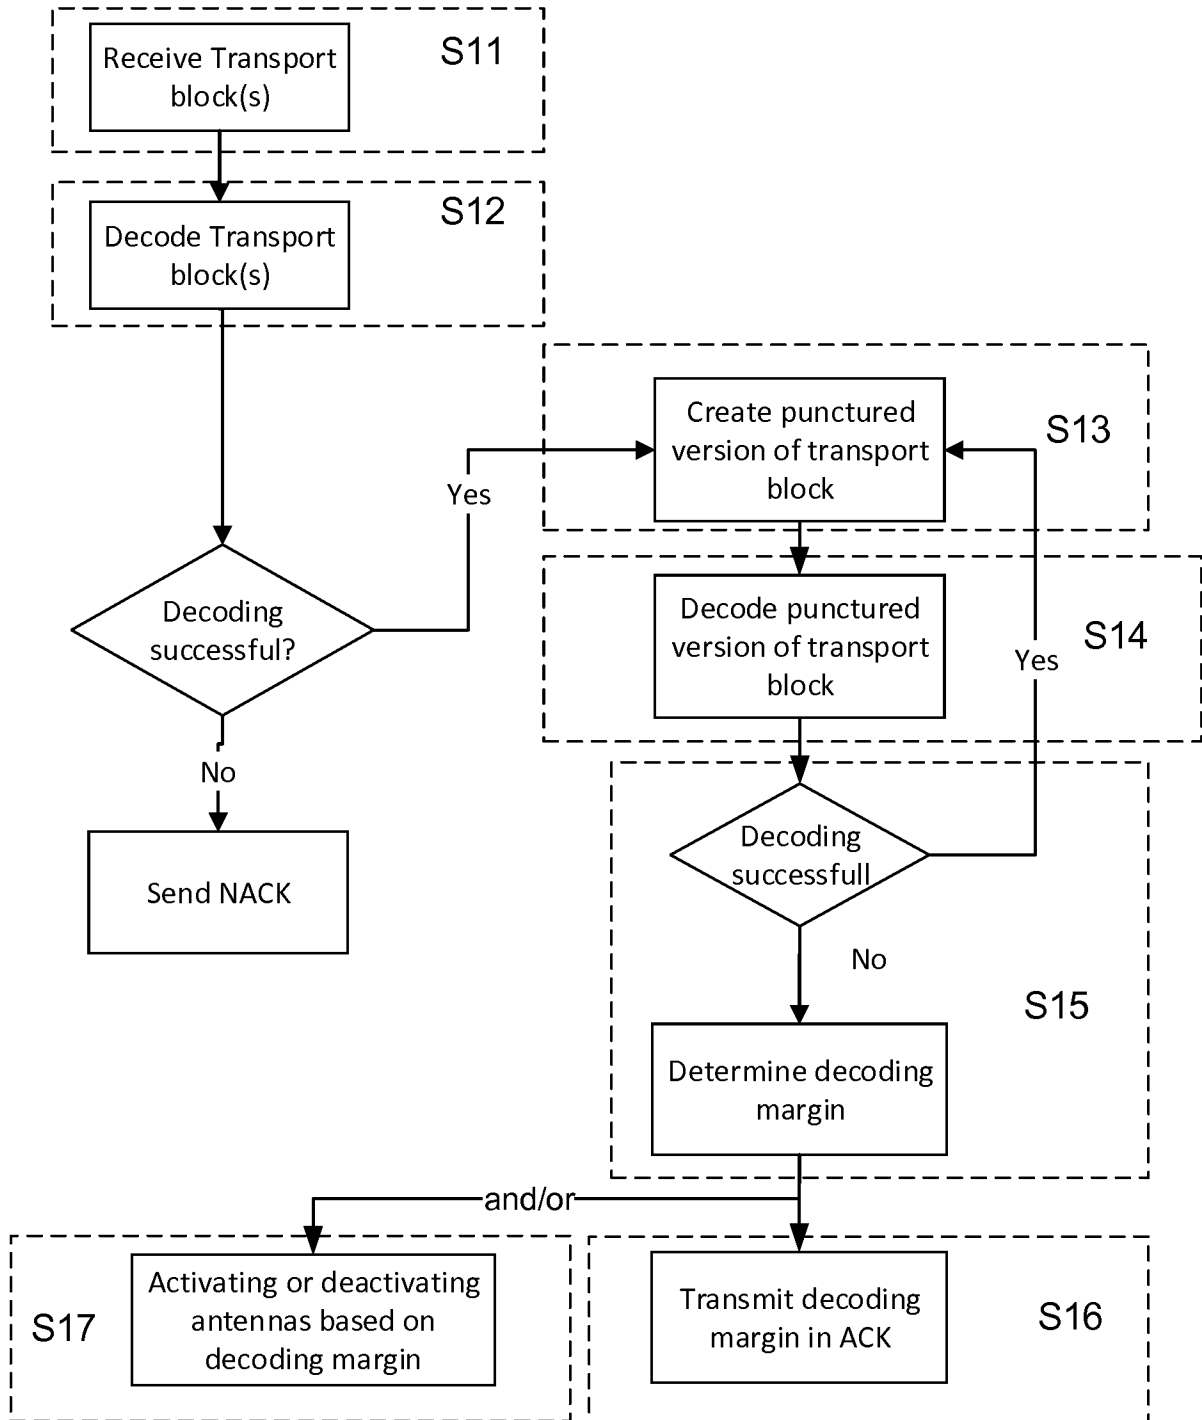 Receive Transport
block(s)
S11
Decode Transport
block(s)
S12
Create punctured
version of transport
block
S13
Yes
Decoding
successful?
Decode punctured
version of transport
block
S14
Yes
No
Send NACK
Decoding
successfull
No
S15
Determine decoding
margin
and/or
S17
Activating or deactivating
antennas based on
decoding margin
Transmit decoding
margin in ACK
S16